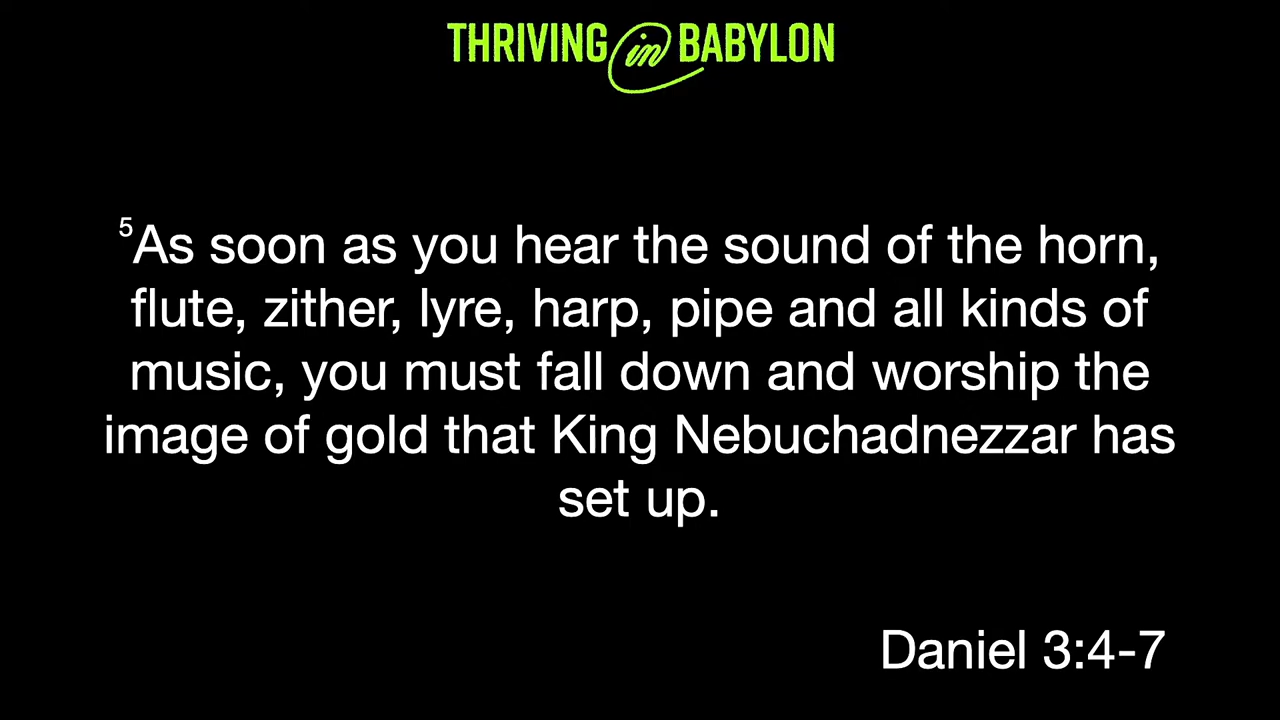 THRIVING in BABYLON
5As soon as you hear the sound of the horn,
flute, zither, lyre, harp, pipe and all kinds of
music, you must fall down and worship the
image of gold that King Nebuchadnezzar has
set up.
Daniel 3:4-7